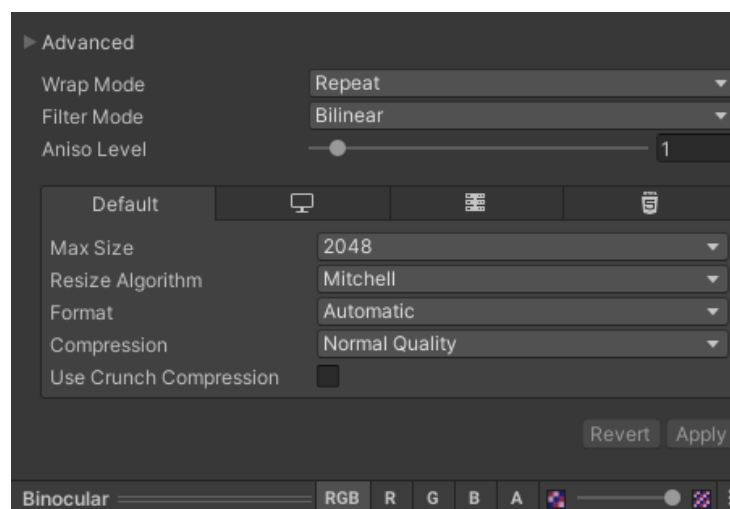 Advanced
Wrap Mode Repeat
Filter Mode Bilinear
Aniso Level 1
Default
Max Size 2048
Resize Algorithm Mitchell
Format Automatic
Compression Normal Quality
Use Crunch Compression
Revert Apply
Binocular RGB R G B A